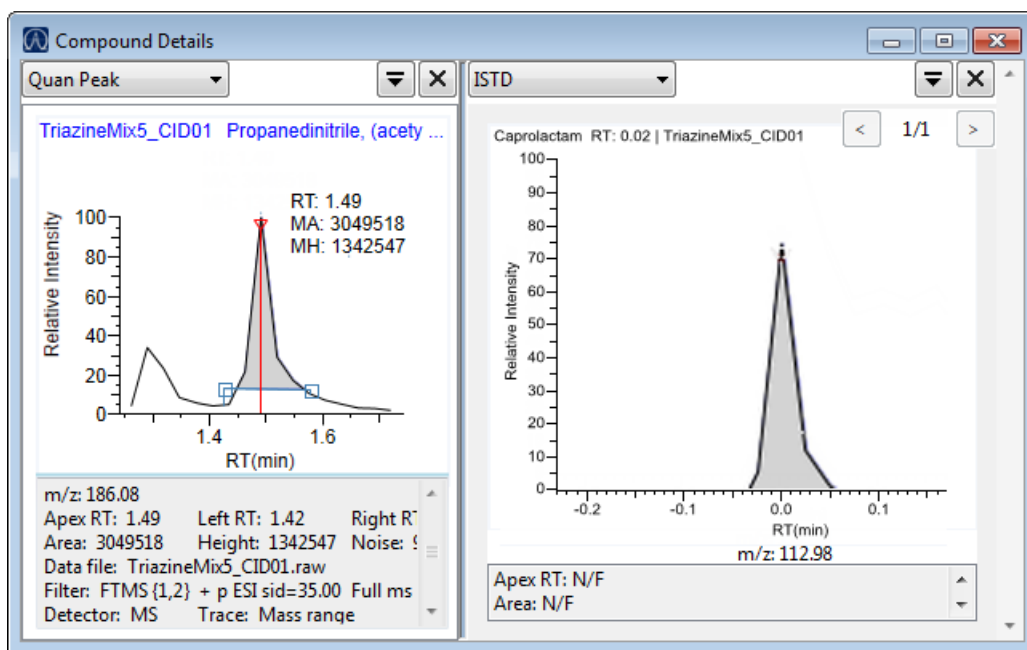 Compound Details
Quan Peak
ISTD
TriazineMix5_CID01 Propanedinitrile, (acety ...
RT: 1.49
MA: 3049518
MH: 1342547
Relative Intensity
100
80
60
40
20
0
1.4 1.6
RT(min)
m/z: 186.08
Apex RT: 1.49 Left RT: 1.42 Right RT
Area: 3049518 Height: 1342547 Noise:
Data file: TriazineMix5_CID01.raw
Filter: FTMS {1,2} + p ESI sid=35.00 Full ms
Detector: MS Trace: Mass range
< 1/1 >
Caprolactam RT: 0.02 | TriazineMix5_CID01
Relative Intensity
100
90
80
70
60
50
40
30
20
10
0
-0.2 -0.1 0.0 0.1
RT(min)
m/z: 112.98
Apex RT: N/F
Area: N/F